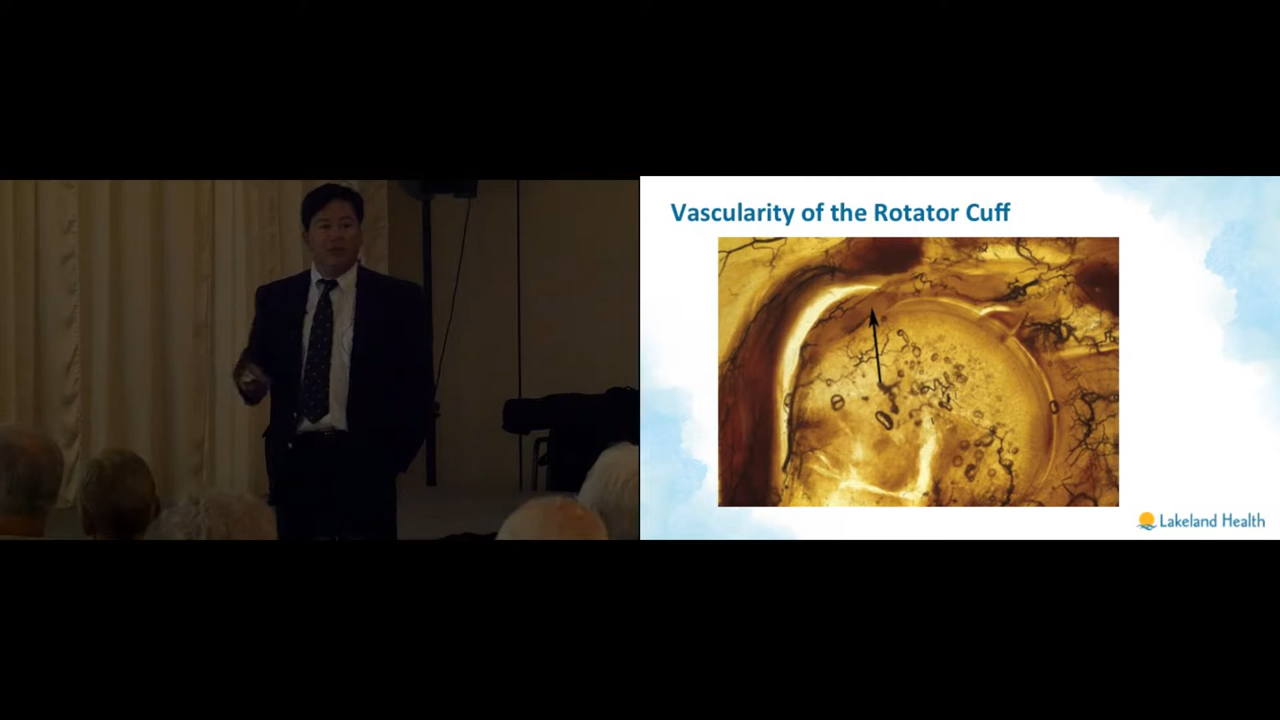 Vascularity of the Rotator Cuff
Lakeland Health